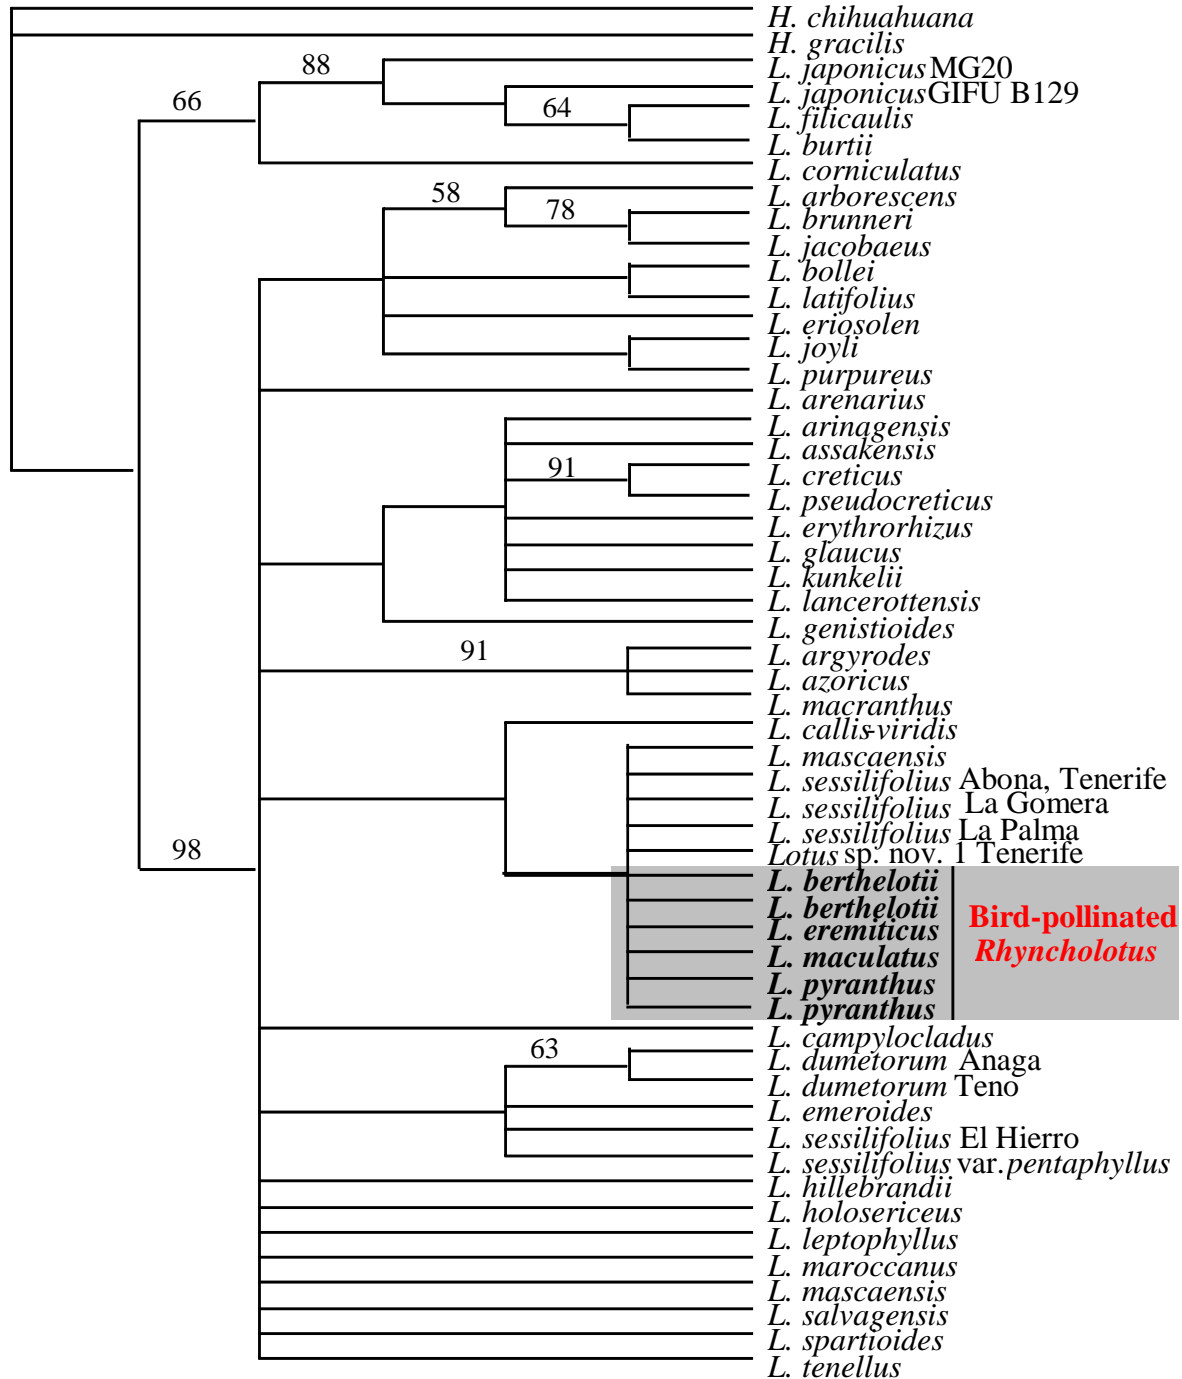 H. chihuahuana
H. gracilis
88
L. japonicus MG20
L. japonicus GIFU B129
66
64
L. filicaulis
L. burtii
L. corniculatus
58
L. arborescens
78
L. brunneri
L. jacobaeus
L. bollei
L. latifolius
L. eriosolen
L. joyli
L. purpureus
L. arenarius
L. arinagensis
L. assakensis
91
L. creticus
L. pseudocreticus
L. erythrorhizus
L. glaucus
L. kunkelii
L. lancerottensis
L. genistioides
91
L. argyrodes
L. azoricus
L. macranthus
L. callis-viridis
L. mascaensis
L. sessilifolius Abona, Tenerife
L. sessilifolius La Gomera
L. sessilifolius La Palma
98
Lotus sp. nov. 1 Tenerife
L. berthelotii
L. berthelotii
L. eremiticus
L. maculatus
L. pyranthus
L. pyranthus
Bird-pollinated
Rhyncholotus
L. campylocladus
63
L. dumetorum Anaga
L. dumetorum Teno
L. emeroides
L. sessilifolius El Hierro
L. sessilifolius var. pentaphyllus
L. hillebrandii
L. holosericeus
L. leptophyllus
L. maroccanus
L. mascaensis
L. salvagensis
L. spartioides
L. tenellus